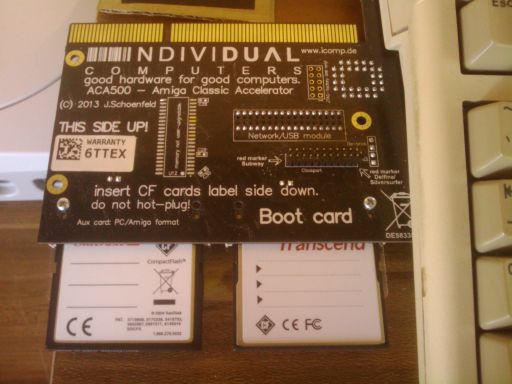 INDIVIDUAL
COMPUTERS
www.icomp.de
good hardware for good computers.
ACA500 - Amiga Classic Accelerator
(C) 2013 J.Schoenfeld
THIS SIDE UP!
WARRANTY
6TTEX
Network/USB module
red marker
Subway
Clockport
red marker
Delfina/
Silversurfer
insert CF cards label side down.
do not hot-plug!
Aux card: PC/Amiga format
Boot card
DE5833
CompactFlash®
Transcend
CE
CE FC
ESC